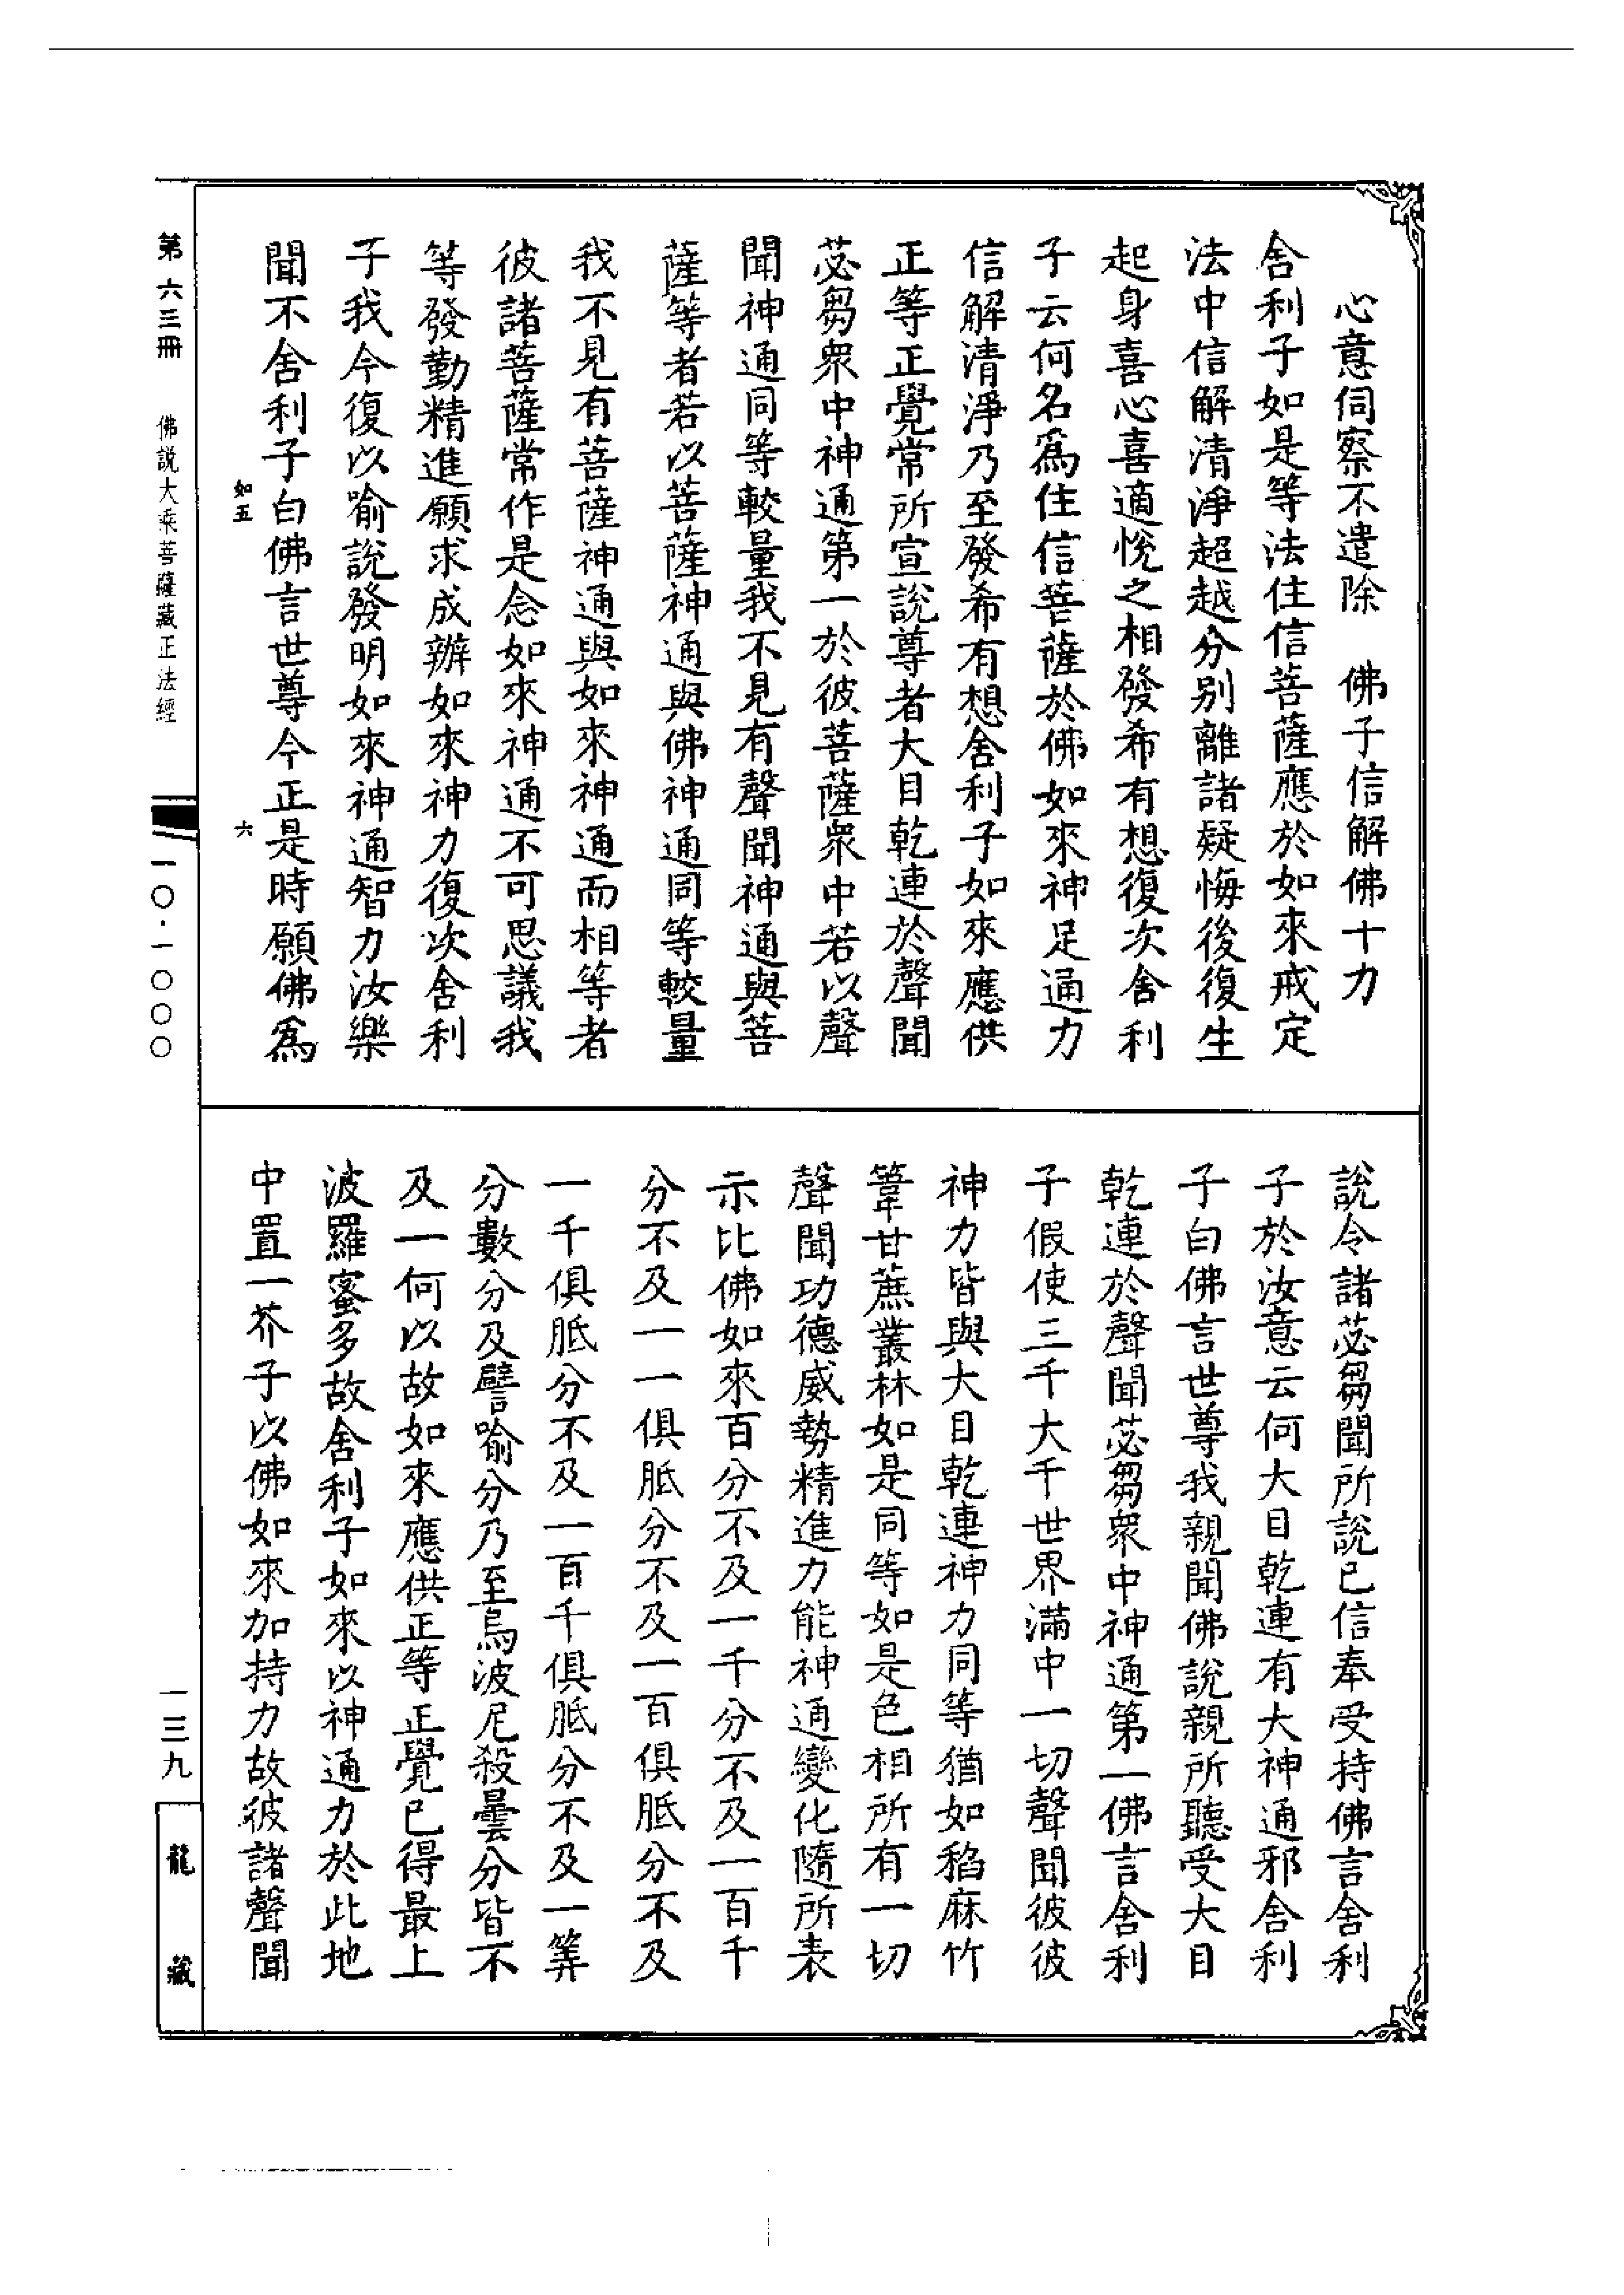 心意伺察不遣除　佛子信解佛十力
舍利子如是等法住信菩薩應於如來戒定
法中信解清淨超越分別離諸疑悔後復生
起身喜心喜適悅之相發希有想復次舍利
子云何名爲住信菩薩於佛如來神足通力
信解清淨乃至發希有想舍利子如來應供
正等正覺常所宣說尊者大目乾連於聲聞
苾芻衆中神通第一於彼菩薩衆中若以聲
聞神通同等較量我不見有聲聞神通與菩
薩等者若以菩薩神通與佛神通同等較量
我不見有菩薩神通與如來神通而相等者
彼諸菩薩常作是念如來神通不可思議我
等發勤精進願求成辦如來神力復次舍利
子我今復以喻說發明如來神通智力汝樂
聞不舍利子白佛言世尊今正是時願佛爲
如五
六
說令諸苾芻聞所說已信奉受持佛言舍利
子於汝意云何大目乾連有大神通邪舍利
子白佛言世尊我親聞佛說親所聽受大目
乾連於聲聞苾芻衆中神通第一佛言舍利
子假使三千大千世界滿中一切聲聞彼彼
神力皆與大目乾連神力同等猶如稻麻竹
葦甘蔗叢林如是同等如是色相所有一切
聲聞功德威勢精進力能神通變化隨所表
示比佛如來百分不及一千分不及一百千
分不及一一俱胝分不及一百俱胝分不及
一千俱胝分不及一百千俱胝分不及一筭
分數分及譬喻分乃至烏波尼殺曇分皆不
及一何以故如來應供正等正覺已得最上
波羅蜜多故舍利子如來以神通力於此地
中置一芥子以佛如來加持力故彼諸聲聞
第六三冊　佛說大乘菩薩藏正法經
一〇·一〇〇〇
一三九
龍藏